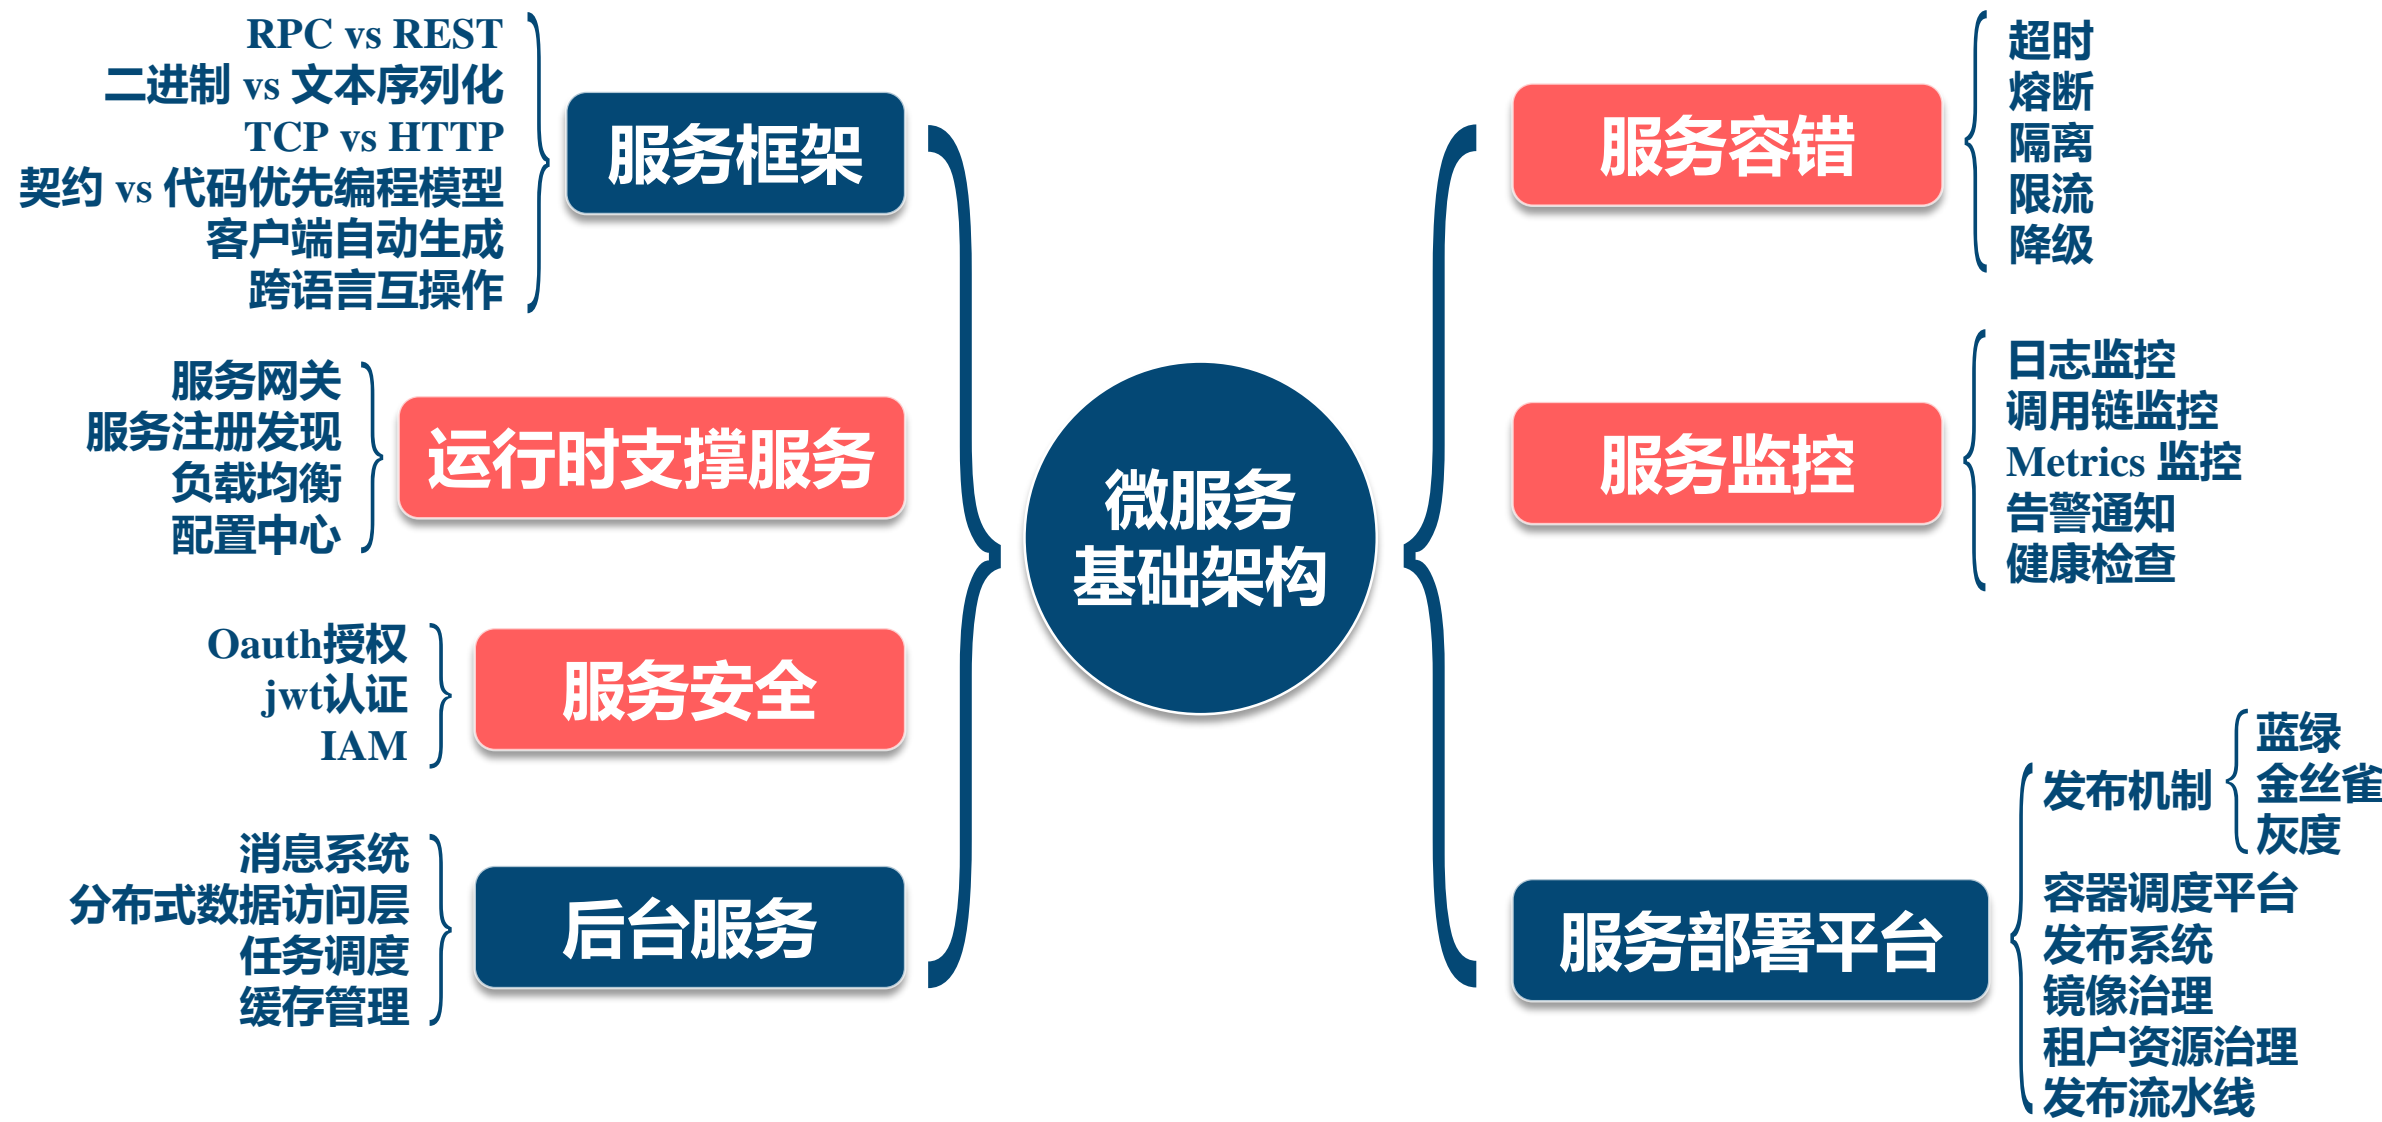 RPC vs REST
二进制 vs 文本序列化
TCP vs HTTP
契约 vs 代码优先编程模型
客户端自动生成
跨语言互操作
服务框架
服务网关
服务注册发现
负载均衡
配置中心
运行时支撑服务
Oauth授权
jwt认证
IAM
服务安全
消息系统
分布式数据访问层
任务调度
缓存管理
后台服务
微服务
基础架构
服务容错
超时
熔断
隔离
限流
降级
服务监控
日志监控
调用链监控
Metrics 监控
告警通知
健康检查
服务部署平台
发布机制
蓝绿
金丝雀
灰度
容器调度平台
发布系统
镜像治理
租户资源治理
发布流水线